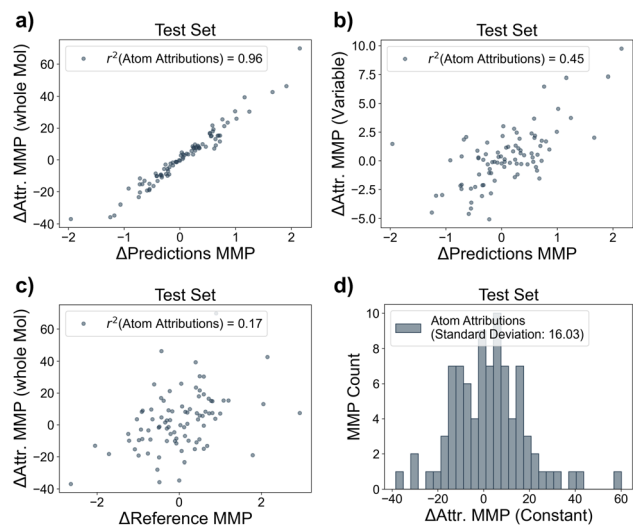 a)
Test Set
r²(Atom Attributions) = 0.96
ΔAttr. MMP (whole Mol)
60
40
20
0
−20
−40
−2
−1
0
1
2
ΔPredictions MMP
b)
Test Set
r²(Atom Attributions) = 0.45
ΔAttr. MMP (Variable)
10.0
7.5
5.0
2.5
0.0
−2.5
−5.0
−2
−1
0
1
2
ΔPredictions MMP
c)
Test Set
r²(Atom Attributions) = 0.17
ΔAttr. MMP (whole Mol)
60
40
20
0
−20
−40
−2
0
2
ΔReference MMP
d)
Test Set
Atom Attributions
(Standard Deviation: 16.03)
MMP Count
10
8
6
4
2
0
−40
−20
0
20
40
60
ΔAttr. MMP (Constant)